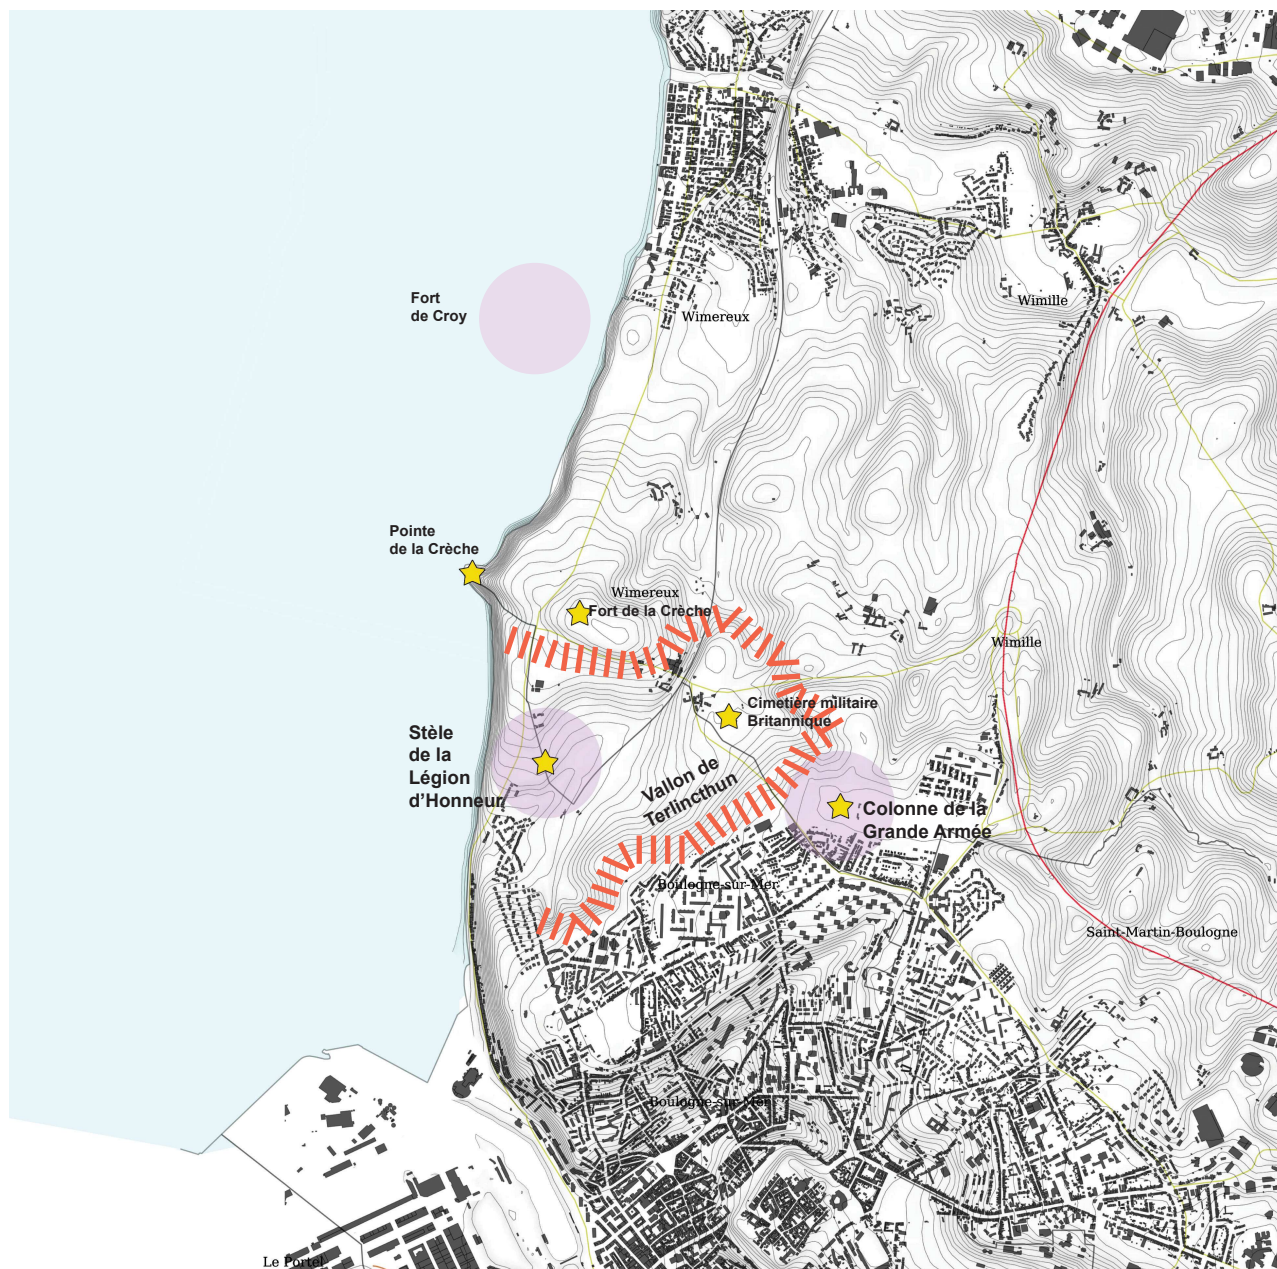 Fort
de Croy
Wimille
Wimereux
Pointe
de la Crèche
Wimereux
Fort de la Crèche
Wimille
Cimetière militaire
Britannique
Stèle
de la
Légion
d'Honneur
Vallon de
Terlincthun
Colonne de la
Grande Armée
Boulogne-sur-Mer
Saint-Martin-Boulogne
Boulogne-sur-Mer
Le Portel